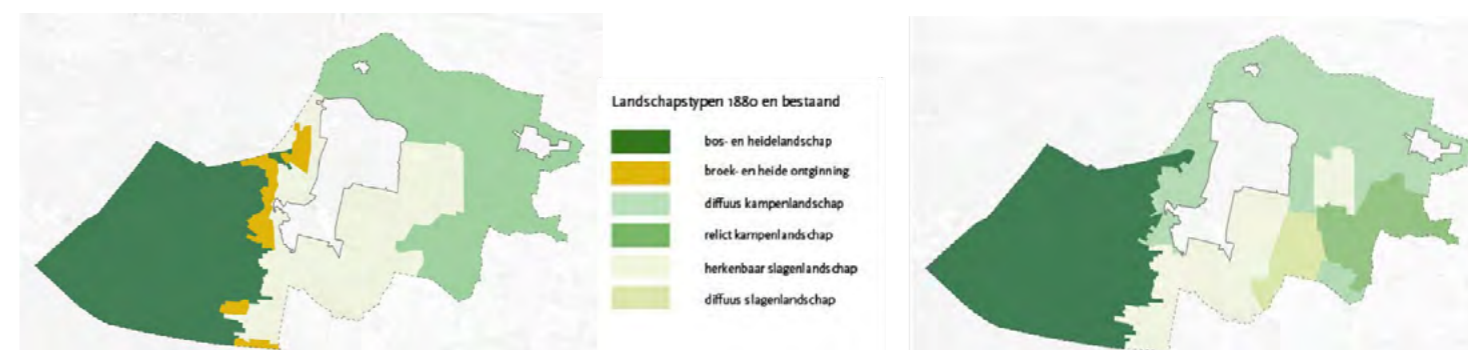 Landschapstypen 1880 en bestaand
bos- en heidelandschap
broek- en heide ontginning
diffuus kampenlandschap
relict kampenlandschap
herkenbaar slagenlandschap
diffuus slagenlandschap